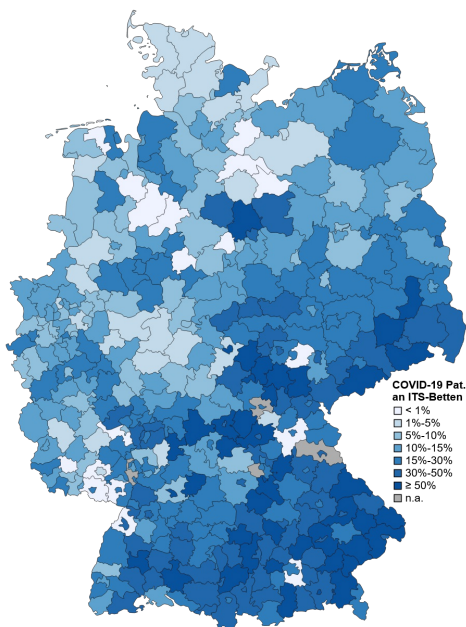 COVID-19 Pat.
an ITS-Betten
< 1%
1%-5%
5%-10%
10%-15%
15%-30%
30%-50%
≥ 50%
n.a.